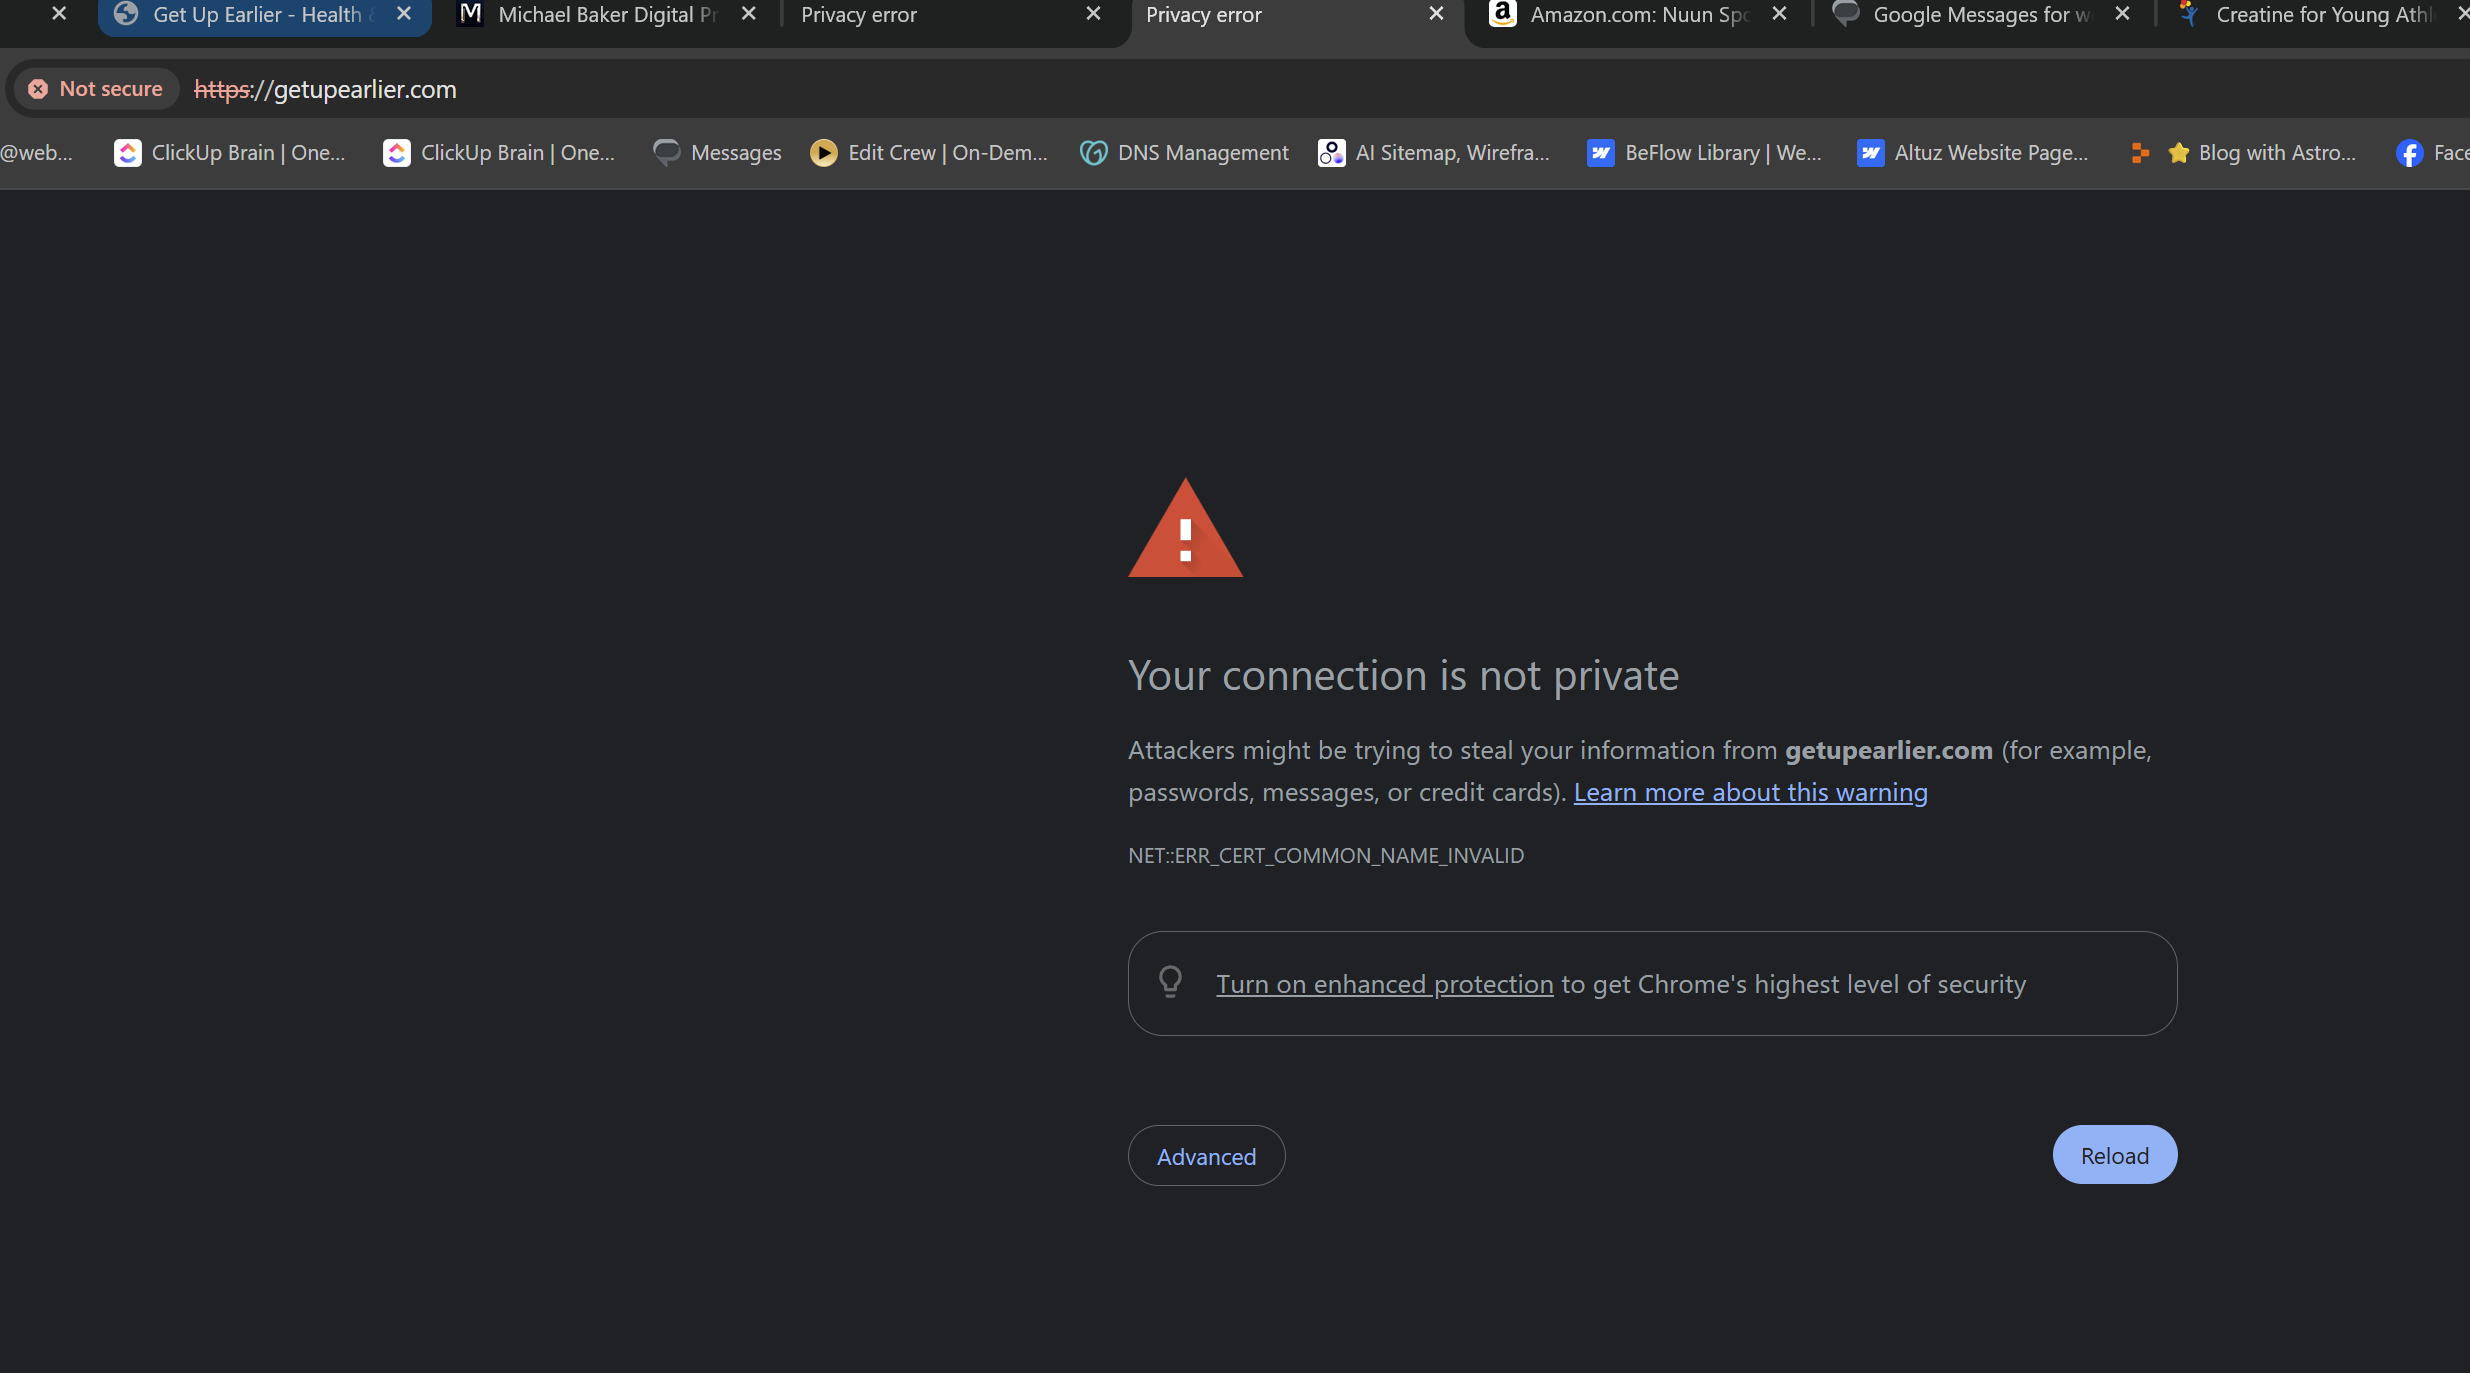 Get Up Earlier - Health
Michael Baker Digital Pr
Privacy error
Privacy error
Amazon.com: Nuun Spo
Google Messages for w
Creatine for Young Athl
Not secure
https://getupearlier.com
@web...
ClickUp Brain | One...
ClickUp Brain | One...
Messages
Edit Crew | On-Dem...
DNS Management
AI Sitemap, Wirefra...
BeFlow Library | We...
Altuz Website Page...
Blog with Astro...
Face
Your connection is not private
Attackers might be trying to steal your information from getupearlier.com (for example,
passwords, messages, or credit cards). Learn more about this warning
NET::ERR_CERT_COMMON_NAME_INVALID
Turn on enhanced protection to get Chrome's highest level of security
Advanced
Reload